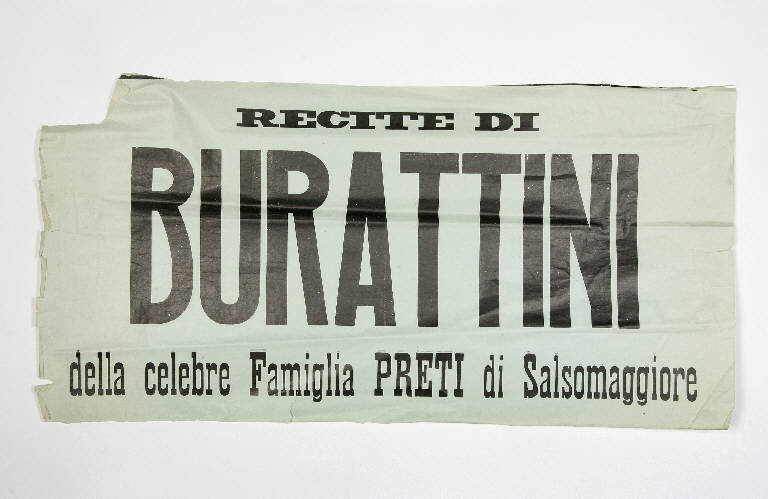 RECITE DI
BURATTINI
della celebre Famiglia PRETI di Salsomaggiore